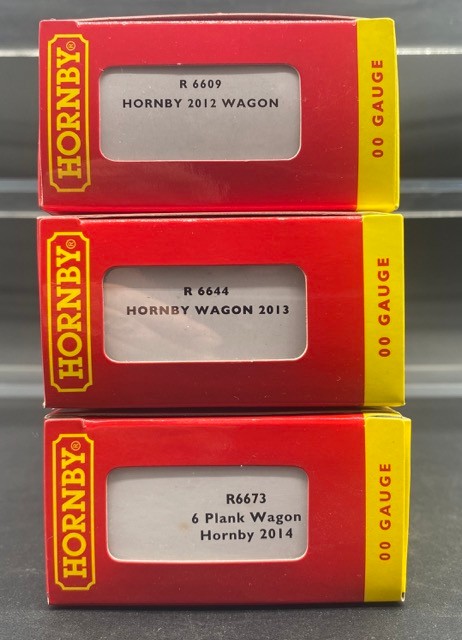 HORNBY®
R 6609
HORNBY 2012 WAGON
00 GAUGE
HORNBY®
R 6644
HORNBY WAGON 2013
00 GAUGE
HORNBY®
R6673
6 Plank Wagon
Hornby 2014
00 GAUGE